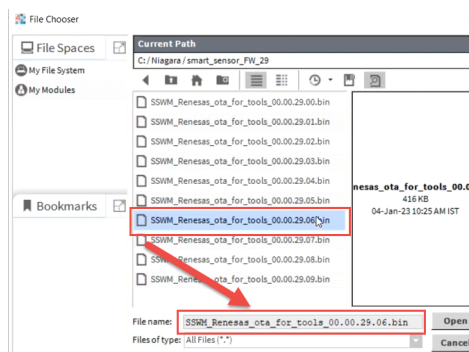 File Chooser
File Spaces
Current Path
C:/Niagara/smart_sensor_FW_29
My File System
My Modules
SSWM_Renesas_ota_for_tools_00.00.29.00.bin
SSWM_Renesas_ota_for_tools_00.00.29.01.bin
SSWM_Renesas_ota_for_tools_00.00.29.02.bin
SSWM_Renesas_ota_for_tools_00.00.29.03.bin
SSWM_Renesas_ota_for_tools_00.00.29.04.bin
SSWM_Renesas_ota_for_tools_00.00.29.05.bin
SSWM_Renesas_ota_for_tools_00.00.29.06.bin
SSWM_Renesas_ota_for_tools_00.00.29.07.bin
SSWM_Renesas_ota_for_tools_00.00.29.08.bin
SSWM_Renesas_ota_for_tools_00.00.29.09.bin
nesas_ota_for_tools_00.0
416 KB
04-Jan-23 10:25 AM IST
Bookmarks
File name: SSWM_Renesas_ota_for_tools_00.00.29.06.bin Open
Files of type: All Files (*.*) Cance